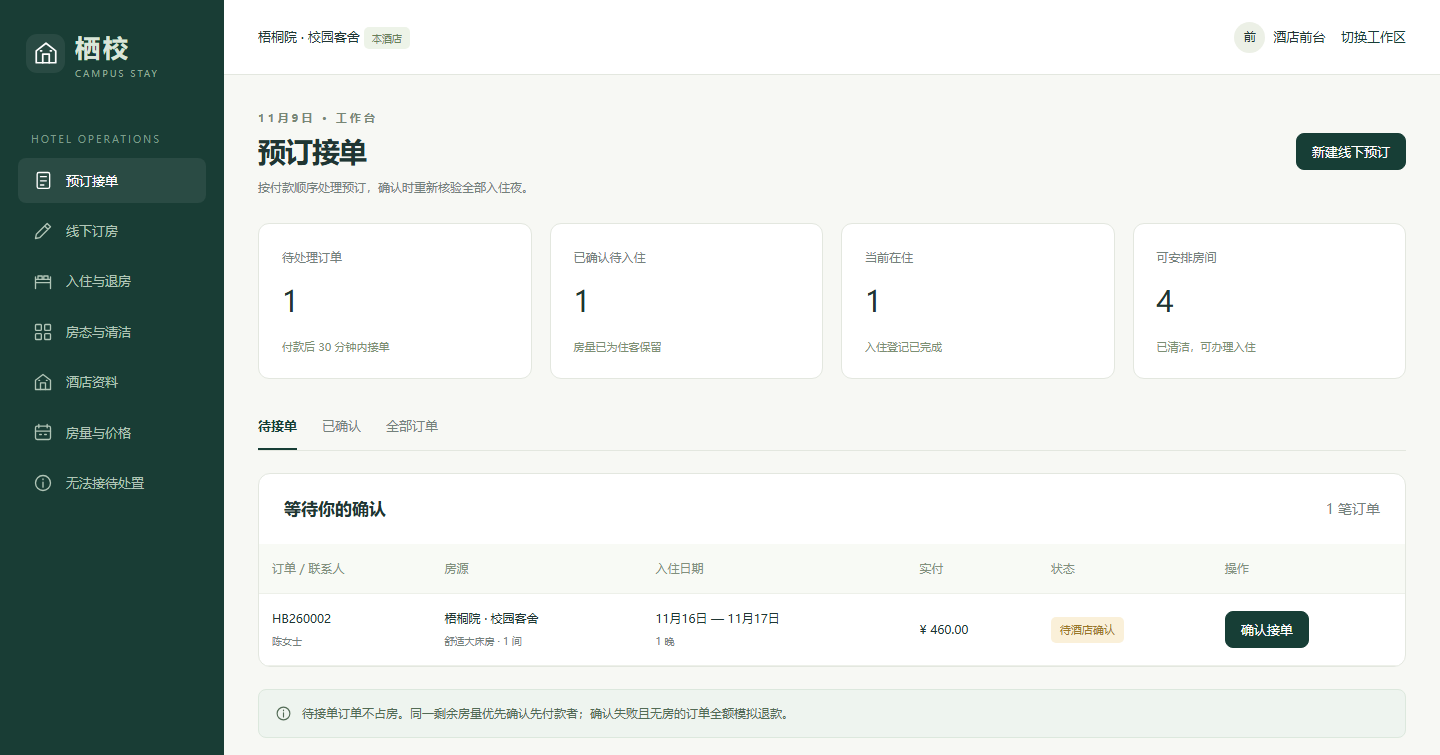 栖校
CAMPUS STAY
HOTEL OPERATIONS
预订接单
线下订房
入住与退房
房态与清洁
酒店资料
房量与价格
无法接待处置
梧桐院 · 校园客舍 本酒店
前 酒店前台 切换工作区
11月9日 · 工作台
预订接单
按付款顺序处理预订，确认时重新核验全部入住夜。
新建线下预订
待处理订单
1
付款后 30 分钟内接单
已确认待入住
1
房量已为住客保留
当前在住
1
入住登记已完成
可安排房间
4
已清洁，可办理入住
待接单 已确认 全部订单
等待你的确认 1 笔订单
订单 / 联系人 房源 入住日期 实付 状态 操作
HB260002 梧桐院 · 校园客舍 11月16日 — 11月17日 ¥ 460.00 待酒店确认 确认接单
陈女士 舒适大床房 · 1 间 1 晚
待接单订单不占房。同一剩余房量优先确认先付款者；确认失败且无房的订单全额模拟退款。